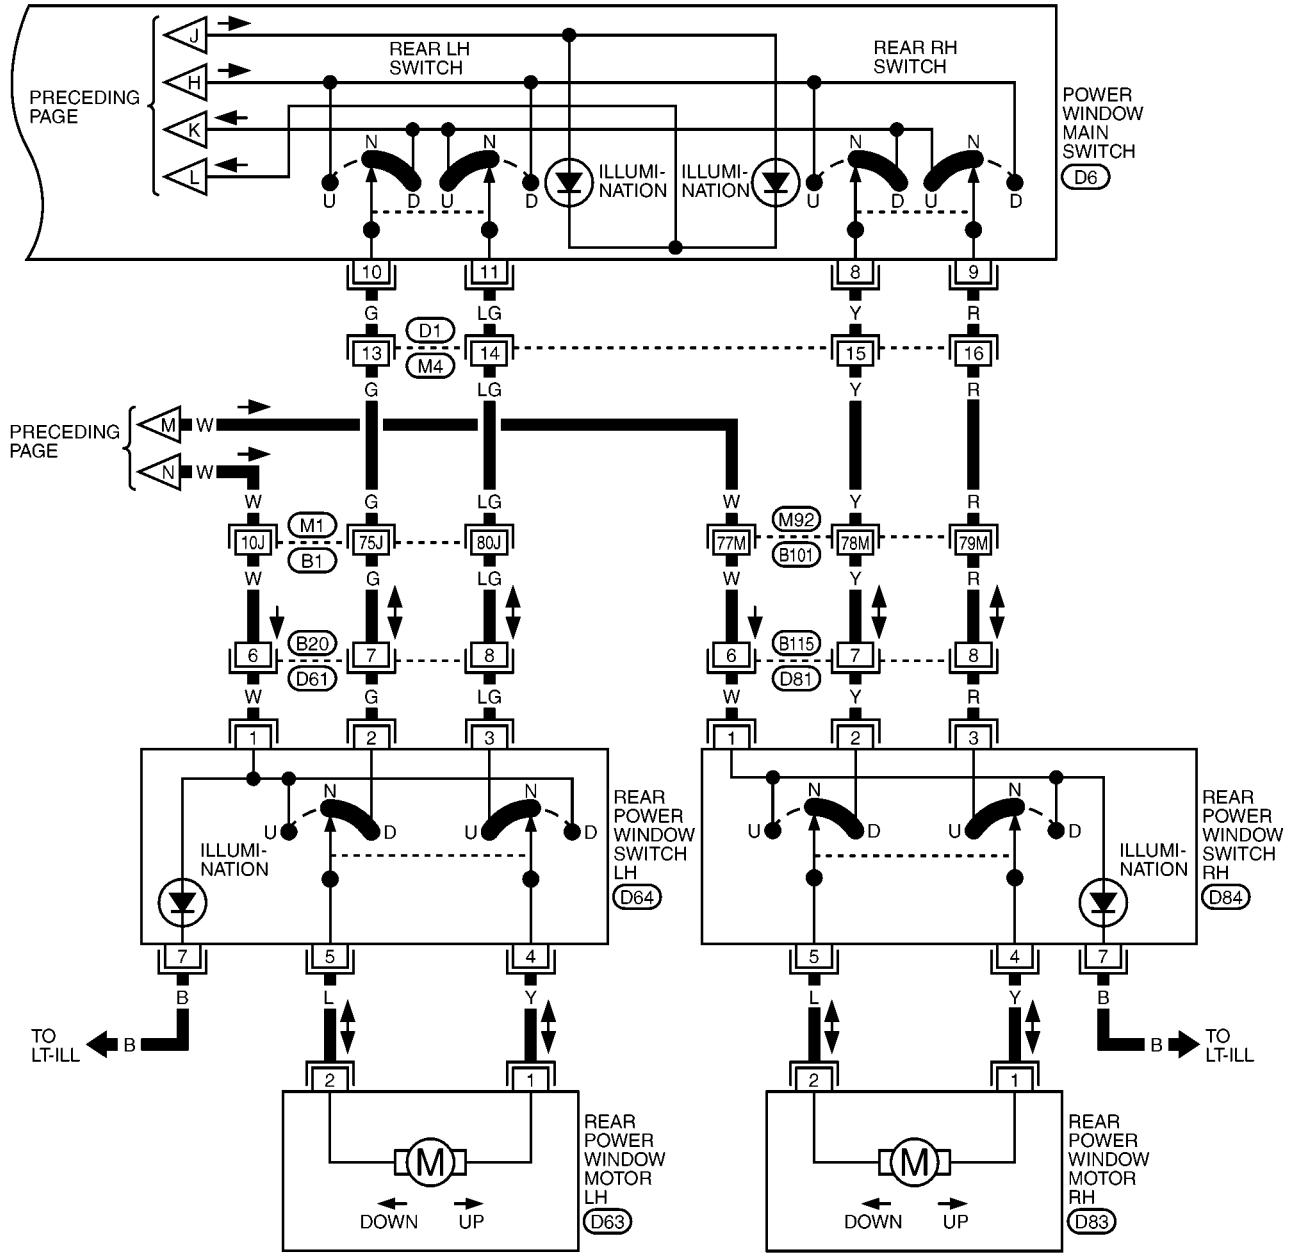 J
REAR LH
SWITCH
REAR RH
SWITCH
H
PRECEDING
PAGE
K
L
POWER
WINDOW
MAIN
SWITCH
D6
N N N N
ILLUMI-
NATION
ILLUMI-
NATION
U D U D U D U D
10 11 8 9
G LG Y R
D1
13 14 15 16
M4
G LG Y R
PRECEDING
PAGE
M W
N W
W G LG W Y R
M1 M92
10J 75J 80J 77M 78M 79M
B1 B101
W G LG W Y R
B20 B115
6 7 8 6 7 8
D61 D81
W G LG W Y R
1 2 3 1 2 3
N N N N
U D U D U D U D
ILLUMI-
NATION
ILLUMI-
NATION
REAR
POWER
WINDOW
SWITCH
LH
D64
REAR
POWER
WINDOW
SWITCH
RH
D84
7 5 4 5 4 7
B L Y L Y B
TO
LT-ILL
B
B
TO
LT-ILL
2 1 2 1
M M
DOWN UP
DOWN UP
REAR
POWER
WINDOW
MOTOR
LH
D63
REAR
POWER
WINDOW
MOTOR
RH
D83